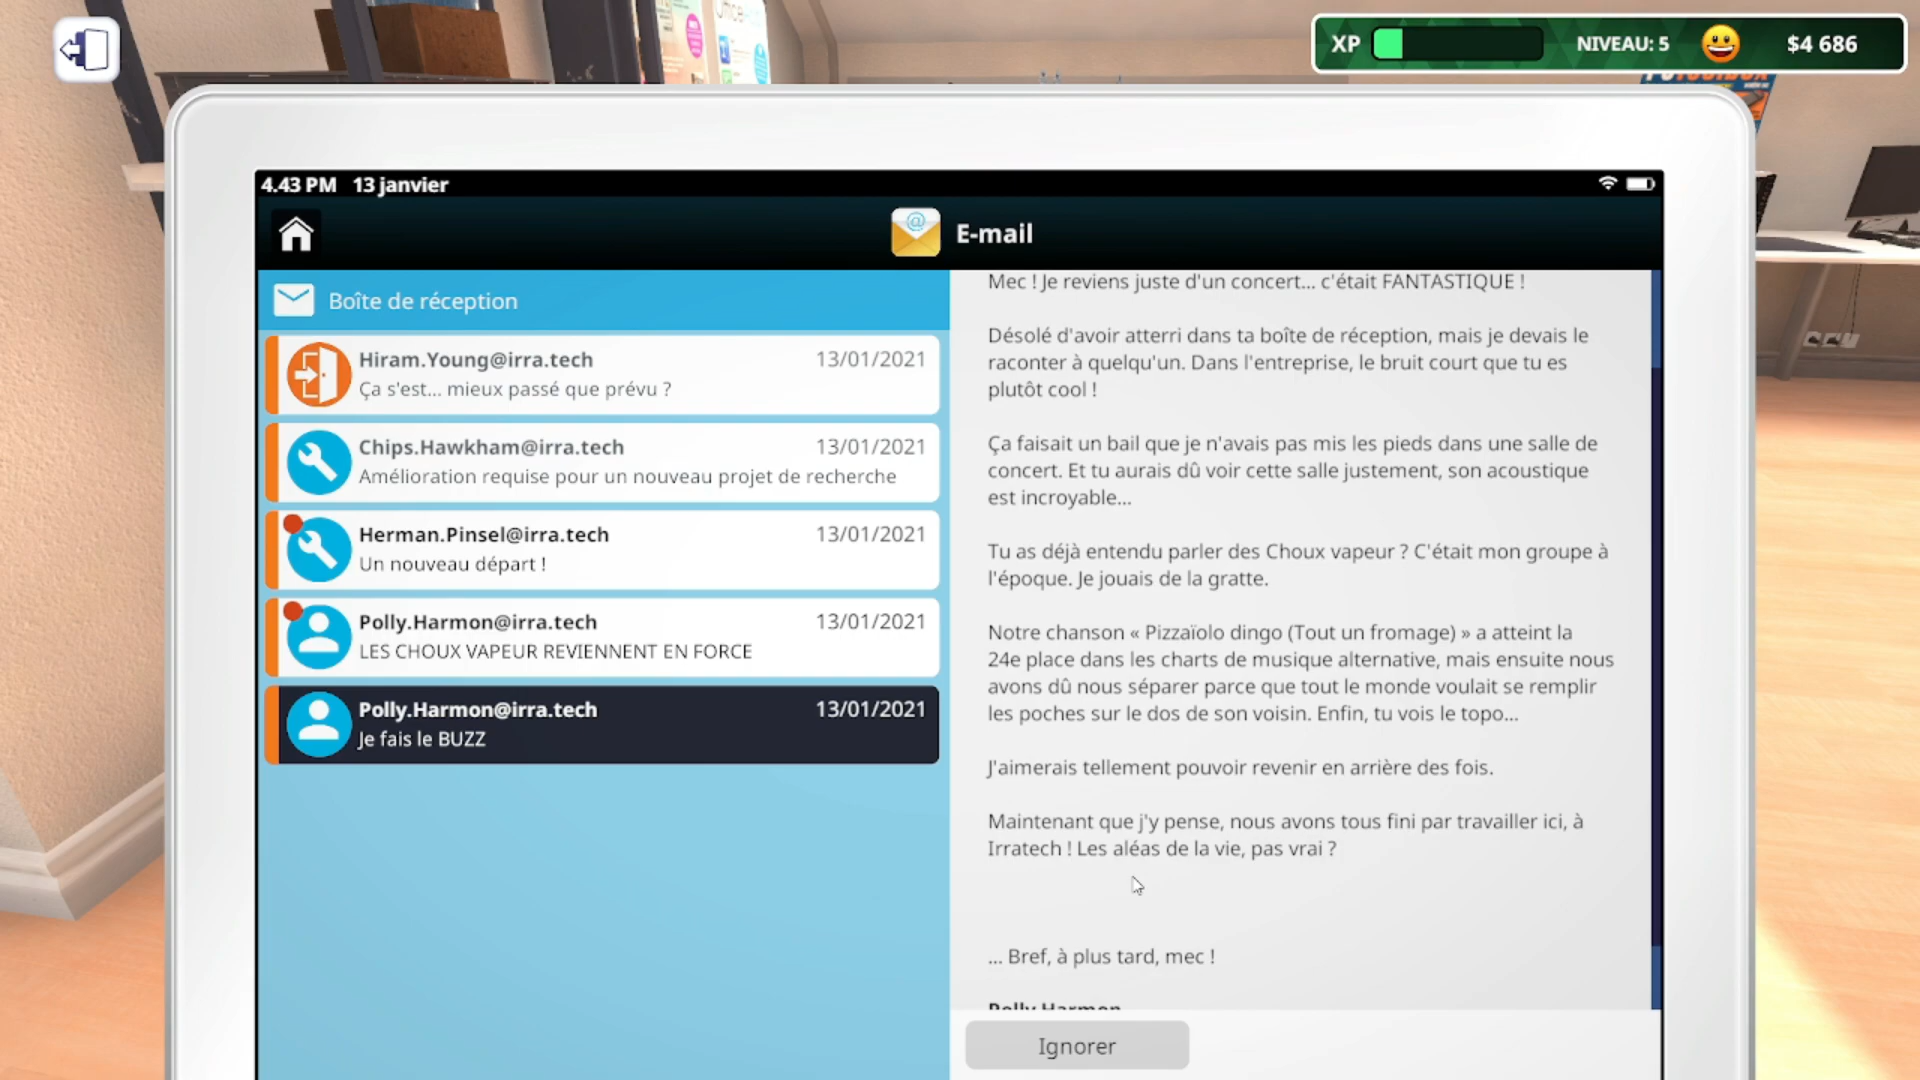 XP
NIVEAU: 5
$4 686
4.43 PM 13 janvier
E-mail
Boîte de réception
Hiram.Young@irra.tech 13/01/2021
Ça s'est... mieux passé que prévu ?
Chips.Hawkham@irra.tech 13/01/2021
Amélioration requise pour un nouveau projet de recherche
Herman.Pinsel@irra.tech 13/01/2021
Un nouveau départ !
Polly.Harmon@irra.tech 13/01/2021
LES CHOUX VAPEUR REVIENNENT EN FORCE
Polly.Harmon@irra.tech 13/01/2021
Je fais le BUZZ
Mec ! Je reviens juste d'un concert... c'était FANTASTIQUE !
Désolé d'avoir atterri dans ta boîte de réception, mais je devais le
raconter à quelqu'un. Dans l'entreprise, le bruit court que tu es
plutôt cool !
Ça faisait un bail que je n'avais pas mis les pieds dans une salle de
concert. Et tu aurais dû voir cette salle justement, son acoustique
est incroyable...
Tu as déjà entendu parler des Choux vapeur ? C'était mon groupe à
l'époque. Je jouais de la gratte.
Notre chanson « Pizzaïolo dingo (Tout un fromage) » a atteint la
24e place dans les charts de musique alternative, mais ensuite nous
avons dû nous séparer parce que tout le monde voulait se remplir
les poches sur le dos de son voisin. Enfin, tu vois le topo...
J'aimerais tellement pouvoir revenir en arrière des fois.
Maintenant que j'y pense, nous avons tous fini par travailler ici, à
Irratech ! Les aléas de la vie, pas vrai ?
... Bref, à plus tard, mec !
Polly Harmon
Ignorer